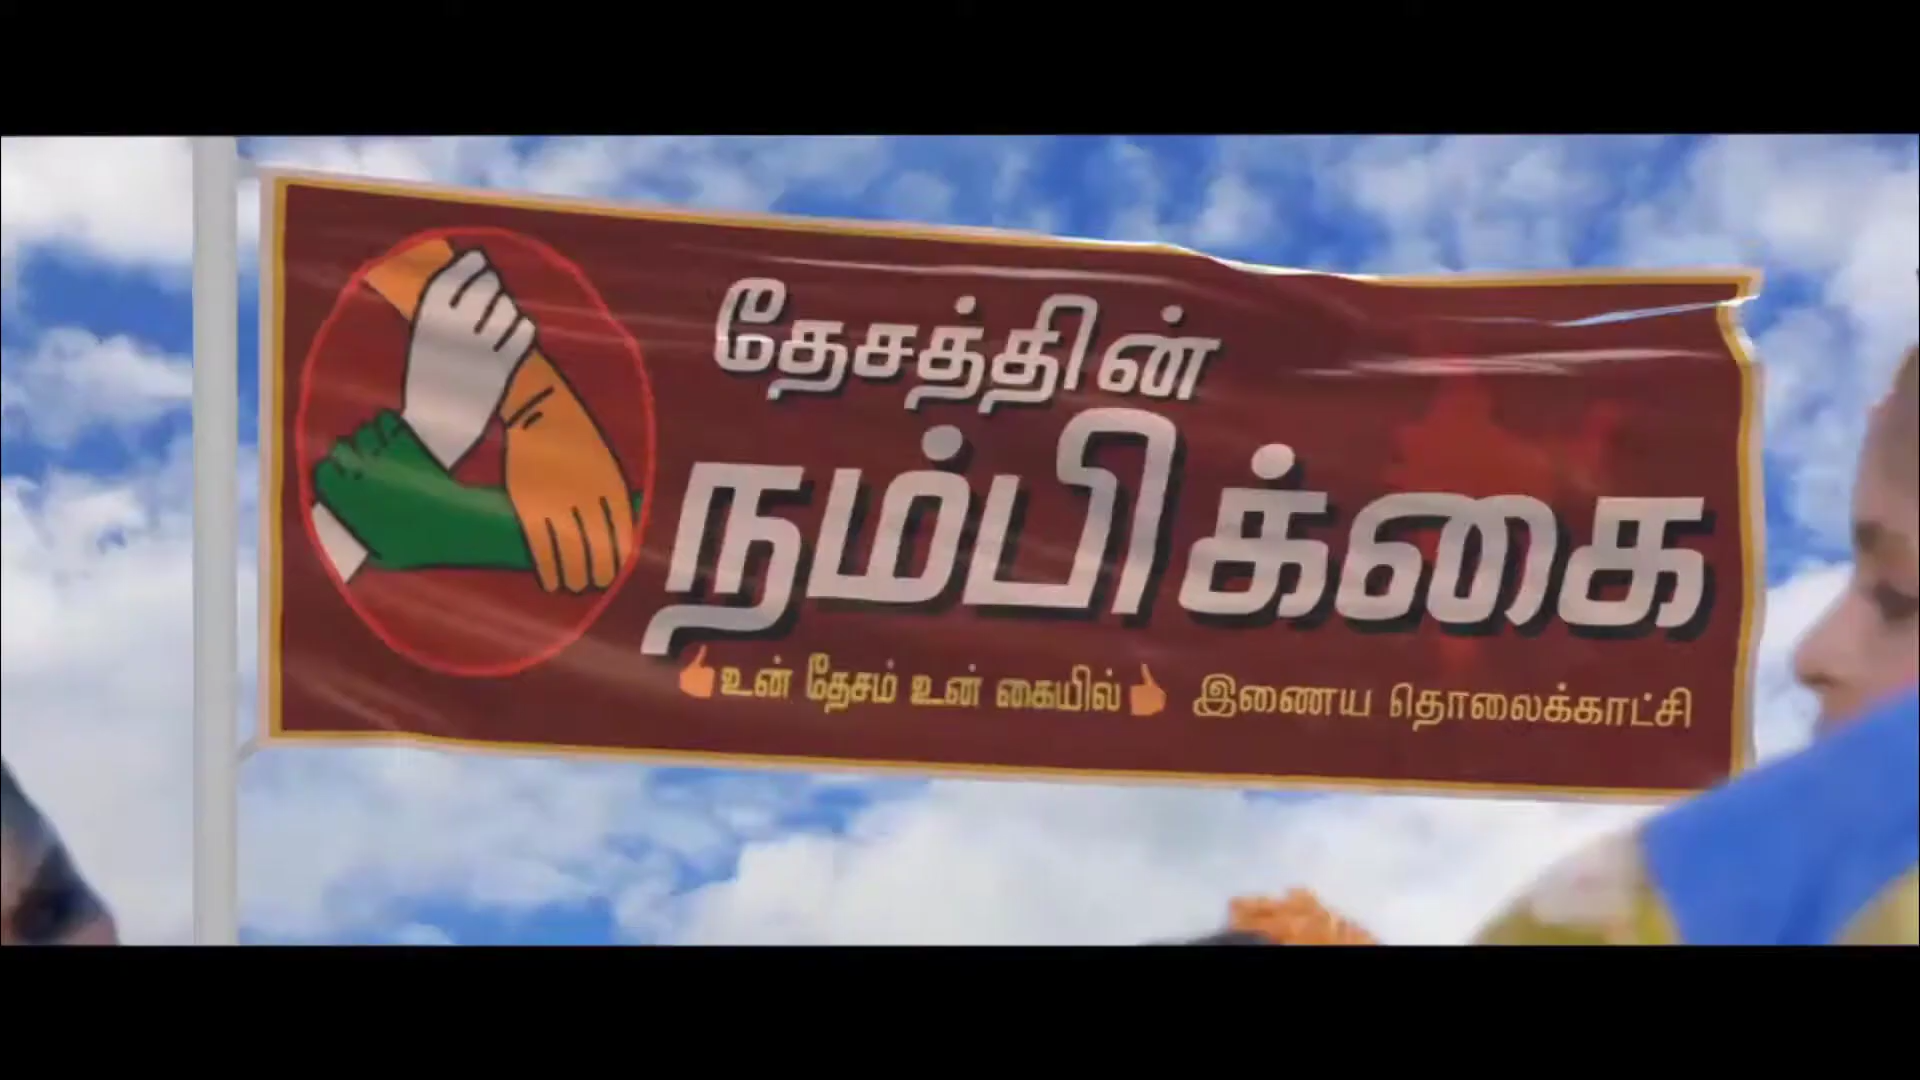 தேசத்தின்
நம்பிக்கை
உன் தேசம் உன் கையில் இணைய தொலைக்காட்சி